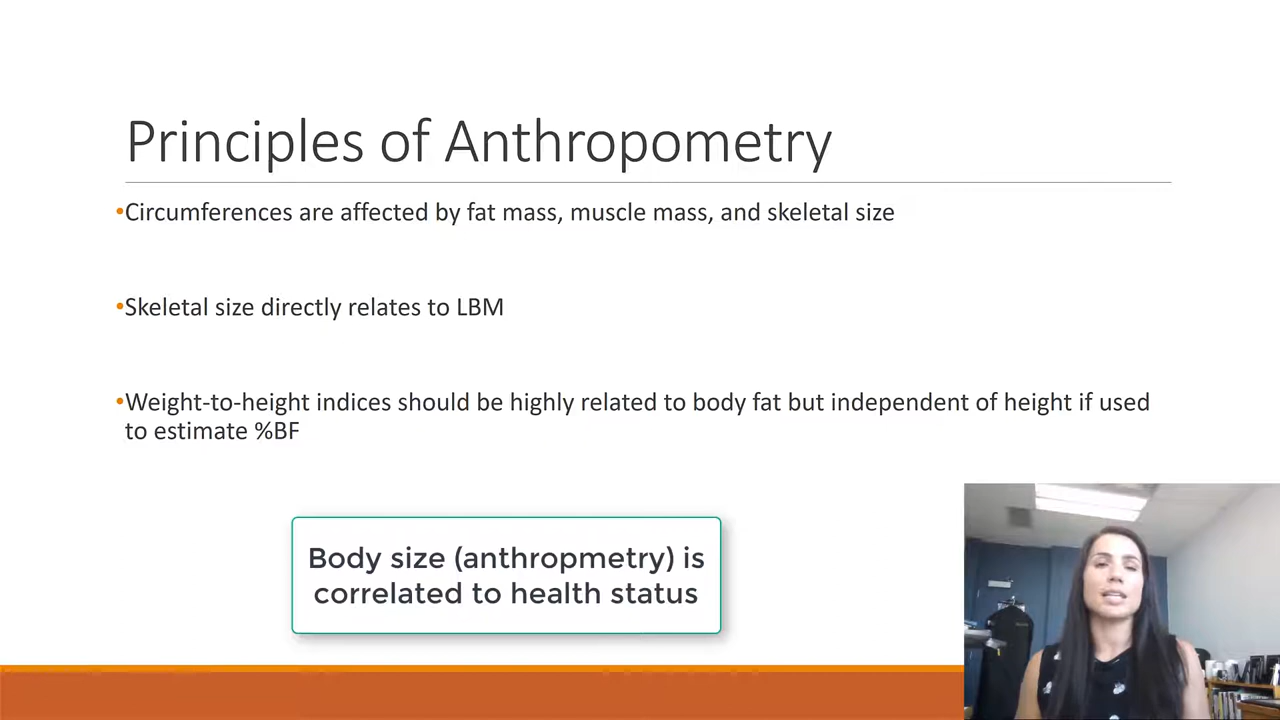 Principles of Anthropometry
•Circumferences are affected by fat mass, muscle mass, and skeletal size
•Skeletal size directly relates to LBM
•Weight-to-height indices should be highly related to body fat but independent of height if used
to estimate %BF
Body size (anthropmetry) is
correlated to health status